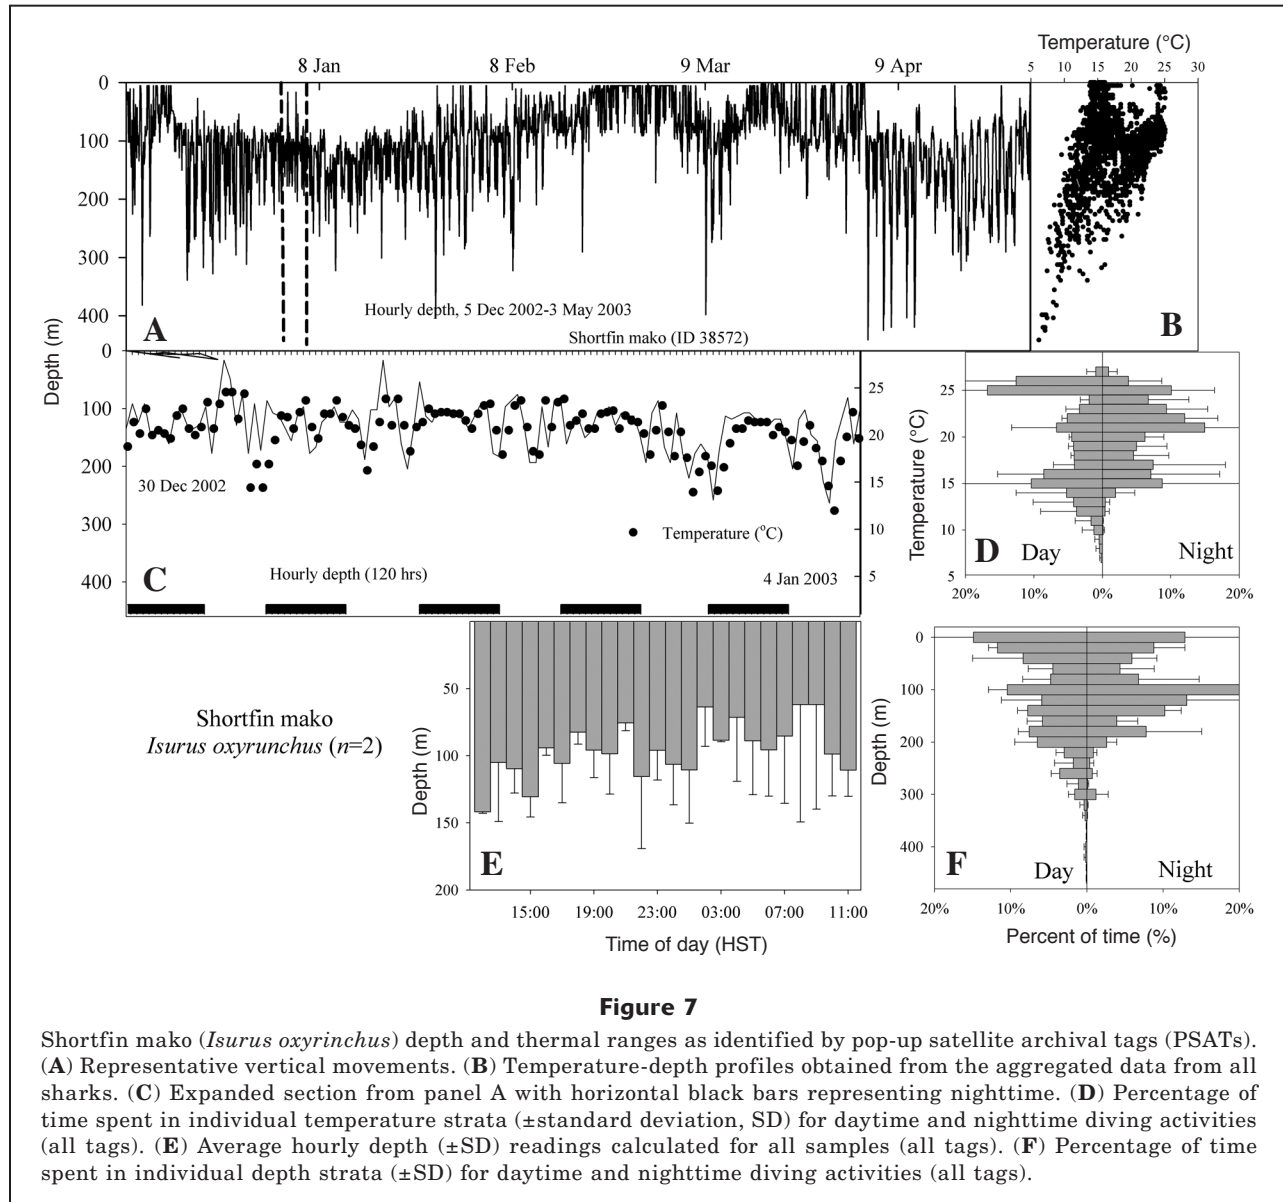 Temperature (°C)
8 Jan 8 Feb 9 Mar 9 Apr 5 10 15 20 25 30
0
100
200
300
400
Depth (m)
Hourly depth, 5 Dec 2002-3 May 2003
A
Shortfin mako (ID 38572)
B
0
100
200
300
400
25
20
15
10
5
30 Dec 2002
Temperature (°C)
C
Hourly depth (120 hrs)
4 Jan 2003
Temperature (°C)
25
20
15
10
5
D Day Night
20% 10% 0% 10% 20%
Shortfin mako
Isurus oxyrunchus (n=2)
Depth (m)
50
100
150
200
E
15:00 19:00 23:00 03:00 07:00 11:00
Time of day (HST)
Depth (m)
0
100
200
300
400
F Day Night
20% 10% 0% 10% 20%
Percent of time (%)
Figure 7
Shortfin mako (Isurus oxyrinchus) depth and thermal ranges as identified by pop-up satellite archival tags (PSATs).
(A) Representative vertical movements. (B) Temperature-depth profiles obtained from the aggregated data from all
sharks. (C) Expanded section from panel A with horizontal black bars representing nighttime. (D) Percentage of
time spent in individual temperature strata (±standard deviation, SD) for daytime and nighttime diving activities
(all tags). (E) Average hourly depth (±SD) readings calculated for all samples (all tags). (F) Percentage of time
spent in individual depth strata (±SD) for daytime and nighttime diving activities (all tags).